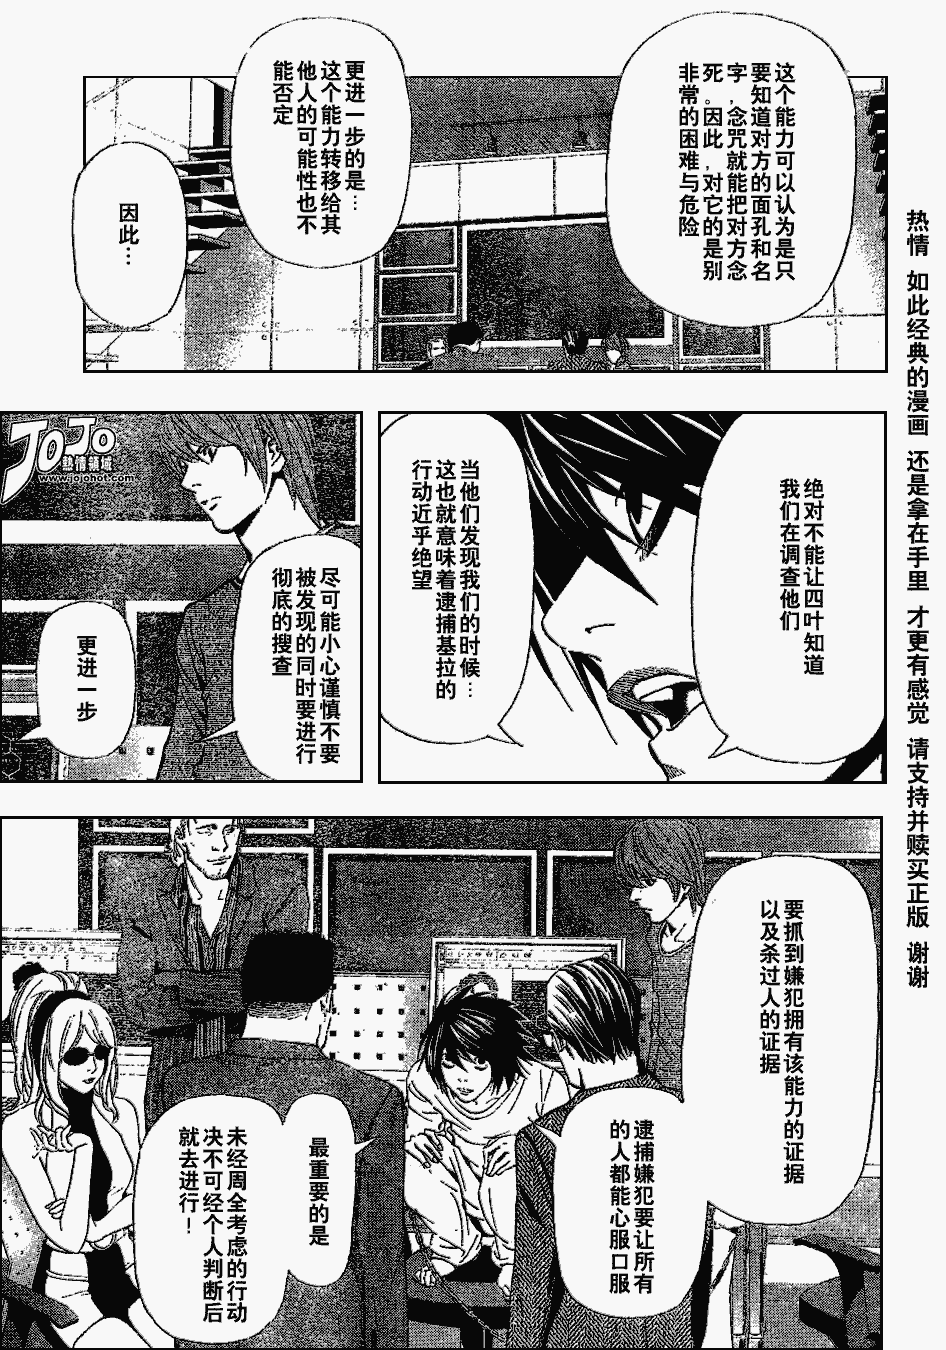 这个能力可以认为是只
要知道对方的面孔和名
字，念咒就能把对方念
死。因此，对它的是别
非常的困难与危险
更进一步的是…
这个能力转移给其
他人的可能性也不
能否定
因此…
绝对不能让四叶知道
我们在调查他们
当他们发现我们的时候…
这也就意味着逮捕基拉的
行动近乎绝望
尽可能小心谨慎不要
被发现的同时要进行
彻底的搜查
更进一步
JOJO
热情领域
www.jojohot.com
要抓到嫌犯拥有该能力的证据
以及杀过人的证据
逮捕嫌犯要让所有
的人都能心服口服
最重要的是
未经周全考虑的行动
决不可经个人判断后
就去进行！
热情 如此经典的漫画 还是拿在手里 才更有感觉 请支持并赎买正版 谢谢